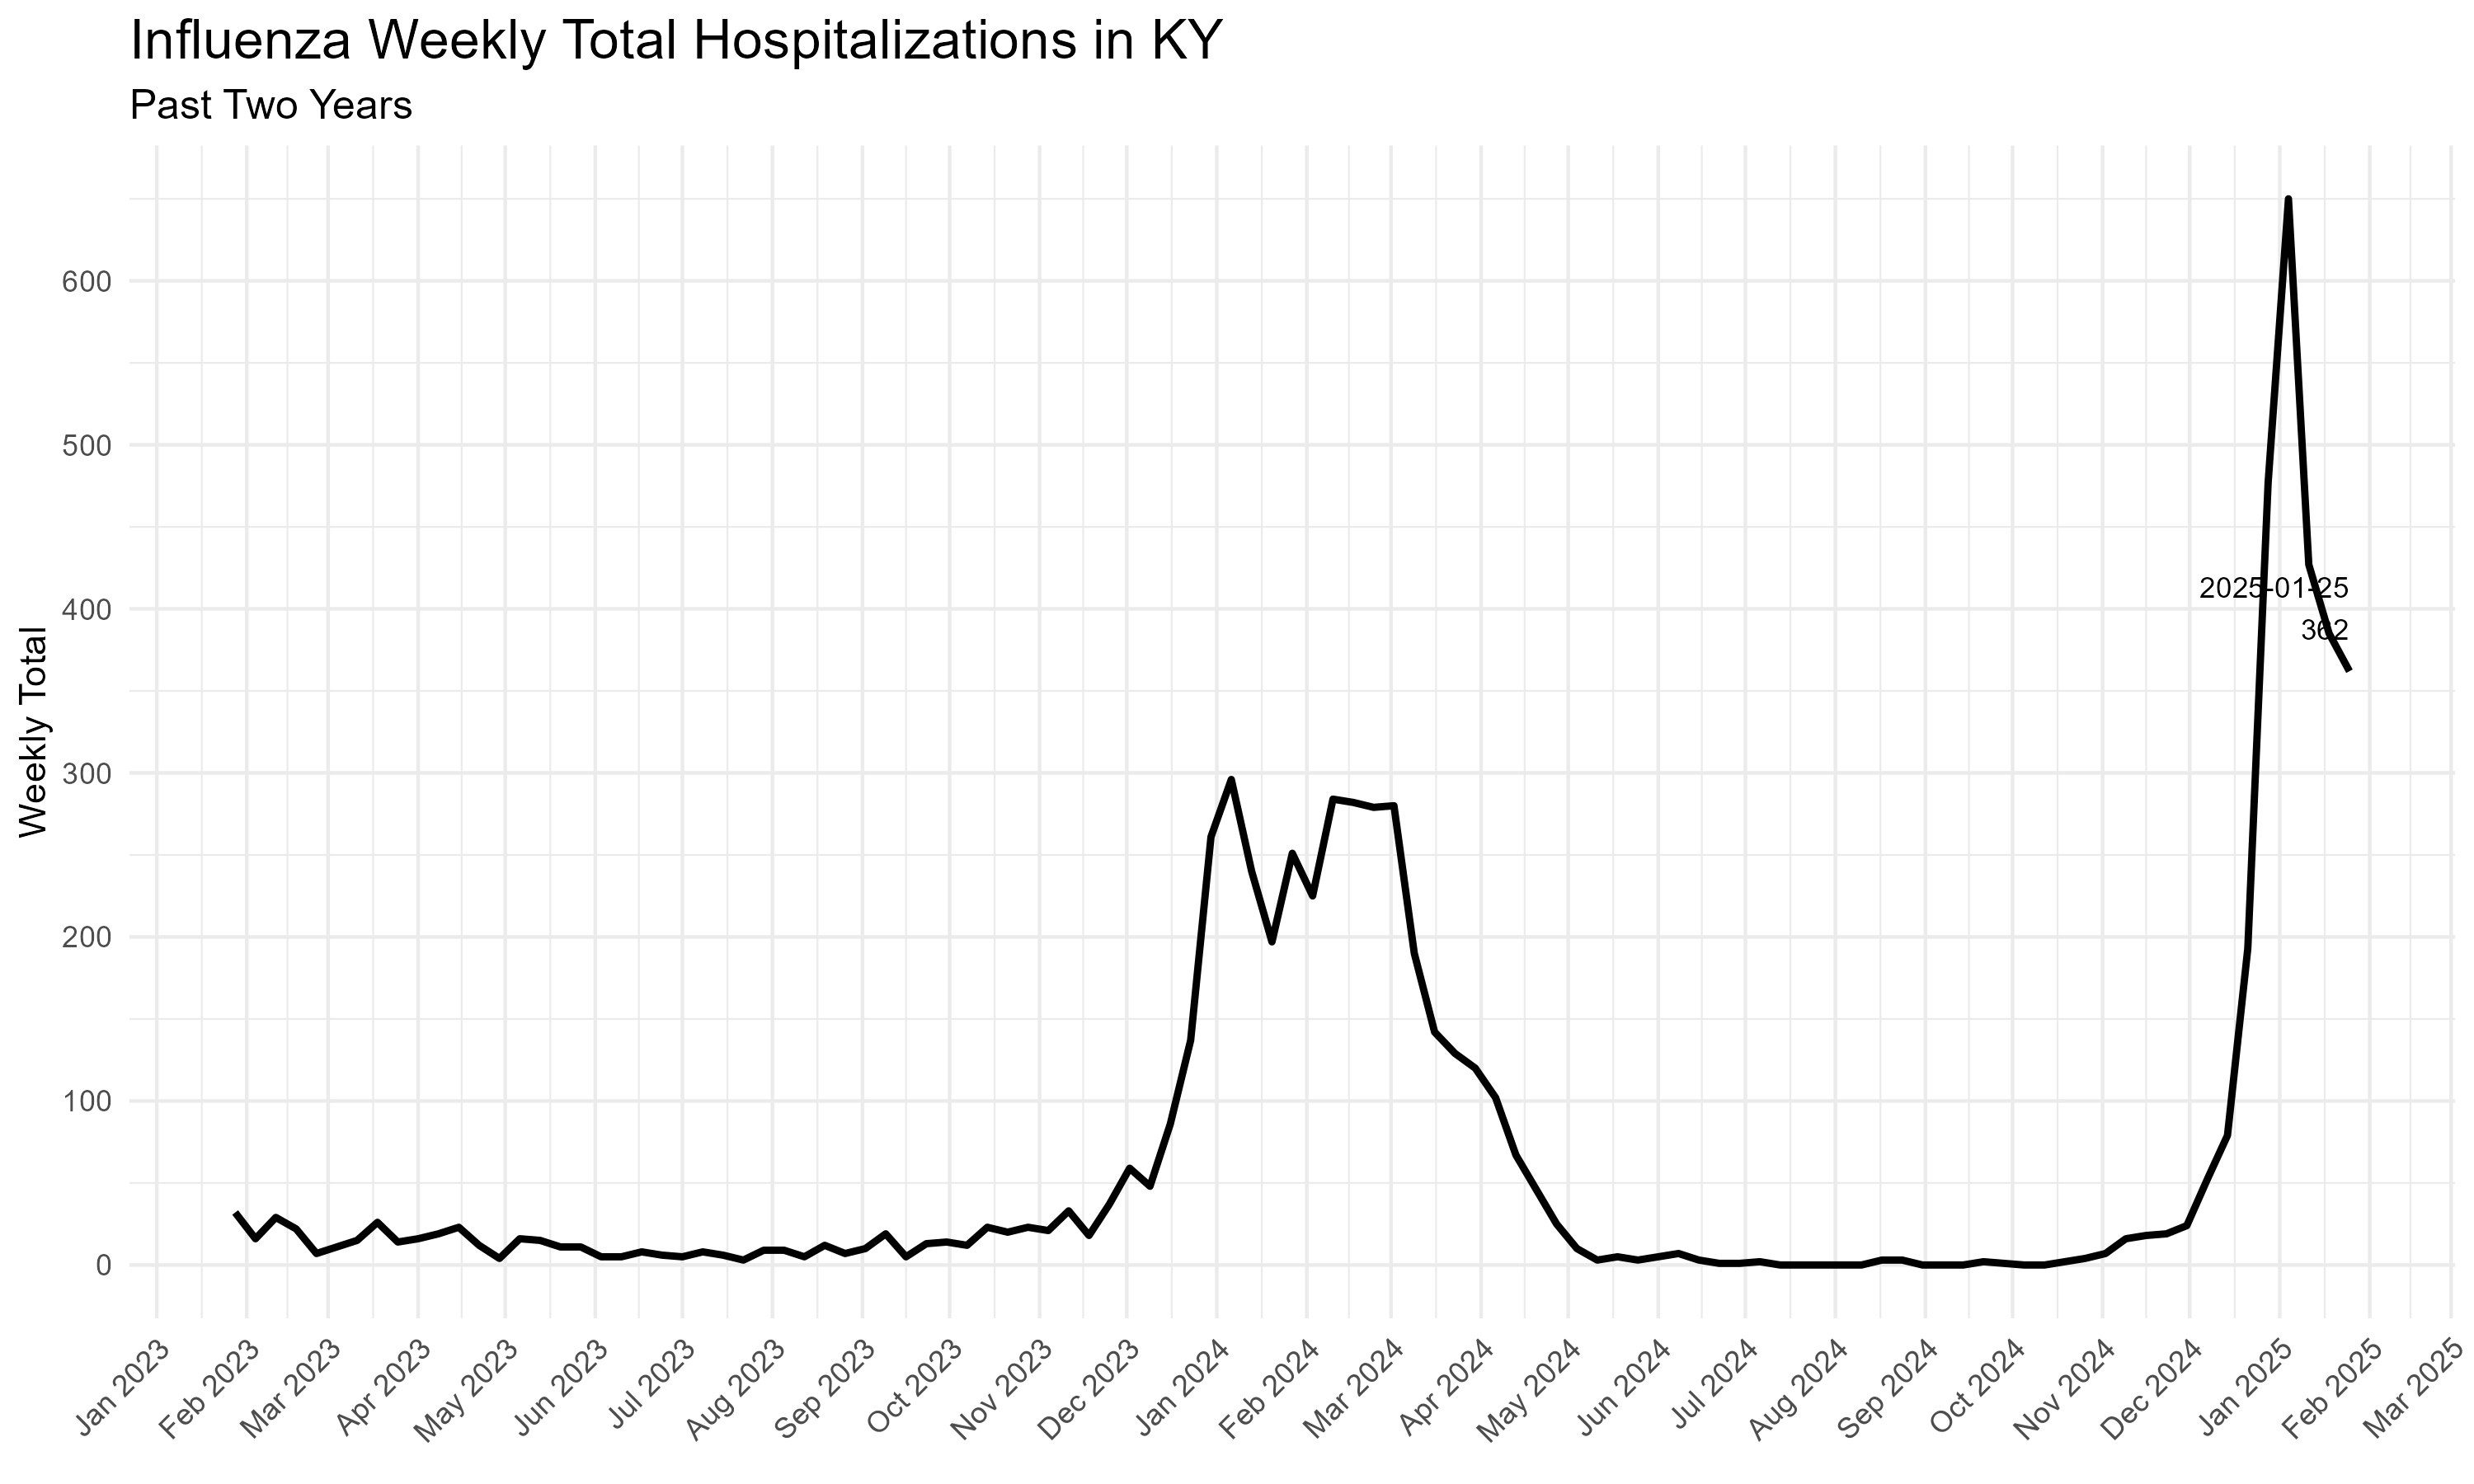 Influenza Weekly Total Hospitalizations in KY
Past Two Years
Weekly Total
600
500
400
300
200
100
0
2025-01-25
362
Jan 2023
Feb 2023
Mar 2023
Apr 2023
May 2023
Jun 2023
Jul 2023
Aug 2023
Sep 2023
Oct 2023
Nov 2023
Dec 2023
Jan 2024
Feb 2024
Mar 2024
Apr 2024
May 2024
Jun 2024
Jul 2024
Aug 2024
Sep 2024
Oct 2024
Nov 2024
Dec 2024
Jan 2025
Feb 2025
Mar 2025